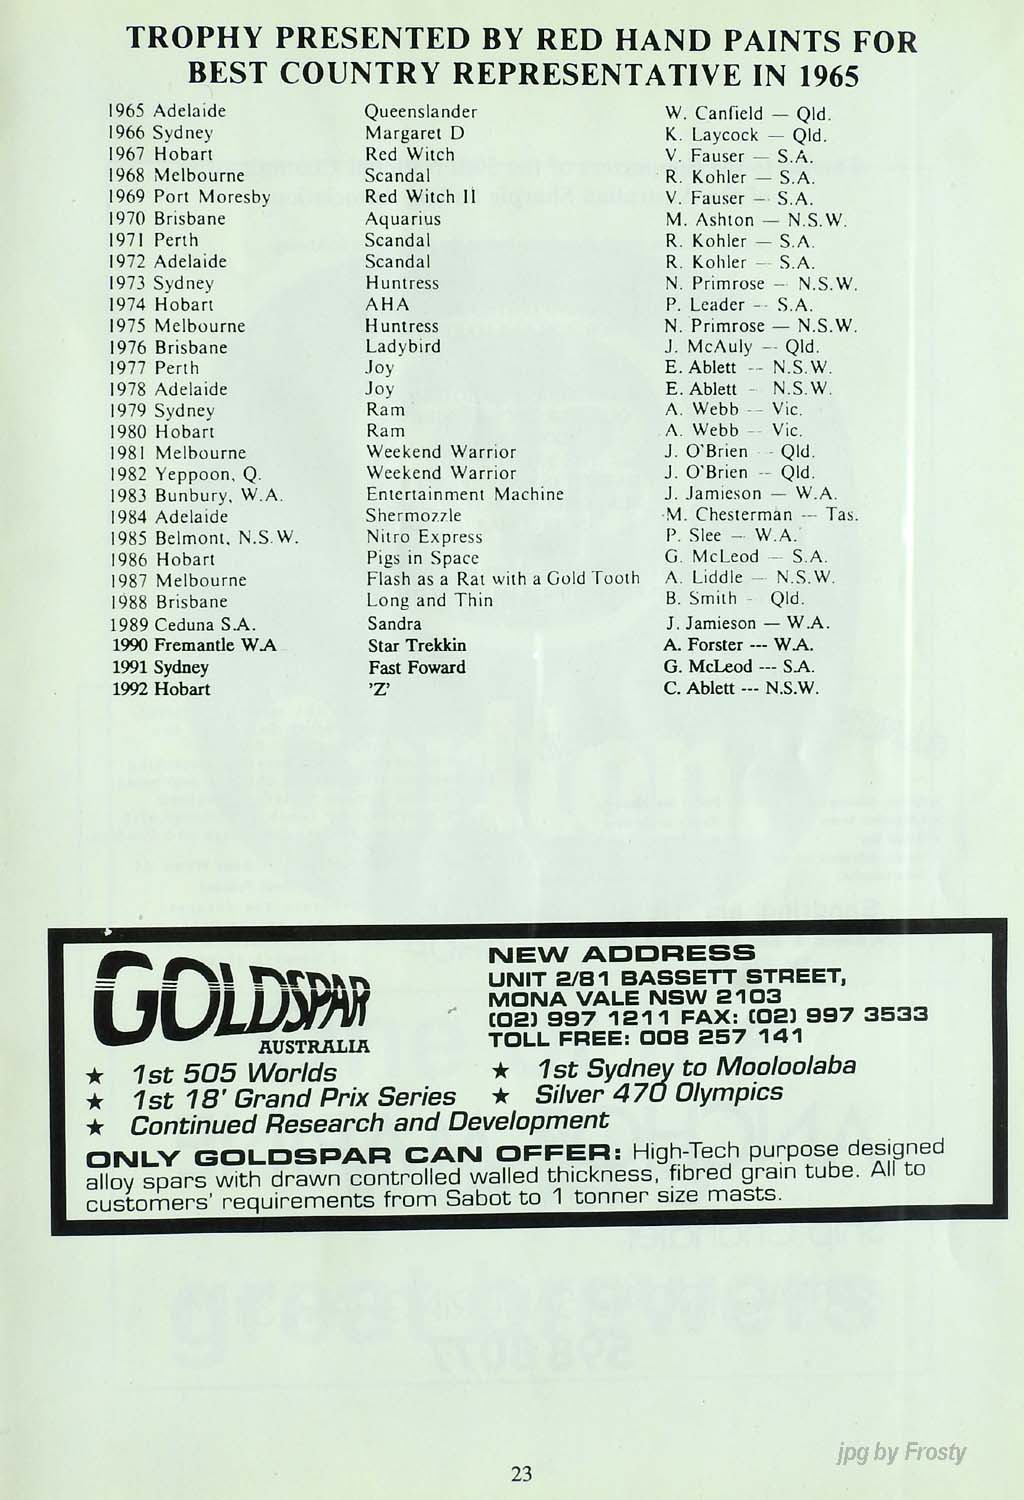 TROPHY PRESENTED BY RED HAND PAINTS FOR
BEST COUNTRY REPRESENTATIVE IN 1965
1965 Adelaide Queenslander W. Canfield — Qld.
1966 Sydney Margaret D K. Laycock — Qld.
1967 Hobart Red Witch V. Fauser — S.A.
1968 Melbourne Scandal R. Kohler — S.A.
1969 Port Moresby Red Witch II V. Fauser — S.A.
1970 Brisbane Aquarius M. Ashton — N.S.W.
1971 Perth Scandal R. Kohler — S.A.
1972 Adelaide Scandal R. Kohler — S.A.
1973 Sydney Huntress N. Primrose — N.S.W.
1974 Hobart AHA P. Leader -- S.A.
1975 Melbourne Huntress N. Primrose — N.S.W.
1976 Brisbane Ladybird J. McAuly -- Qld.
1977 Perth Joy E. Ablett -- N.S.W.
1978 Adelaide Joy E. Ablett - N.S.W.
1979 Sydney Ram A. Webb -- Vic.
1980 Hobart Ram A. Webb -- Vic.
1981 Melbourne Weekend Warrior J. O'Brien -- Qld.
1982 Yeppoon, Q. Weekend Warrior J. O'Brien -- Qld.
1983 Bunbury, W.A. Entertainment Machine J. Jamieson — W.A.
1984 Adelaide Shermozzle M. Chesterman -- Tas.
1985 Belmont, N.S.W. Nitro Express P. Slee — W.A.
1986 Hobart Pigs in Space G. McLeod — S.A.
1987 Melbourne Flash as a Rat with a Gold Tooth A. Liddle — N.S.W.
1988 Brisbane Long and Thin B. Smith - Qld.
1989 Ceduna S.A. Sandra J. Jamieson — W.A.
1990 Fremantle W.A Star Trekkin A. Forster --- W.A.
1991 Sydney Fast Foward G. McLeod --- S.A.
1992 Hobart 'Z' C. Ablett --- N.S.W.
GOLDSPAR
AUSTRALIA
NEW ADDRESS
UNIT 2/81 BASSETT STREET,
MONA VALE NSW 2103
(02) 997 1211 FAX: (02) 997 3533
TOLL FREE: 008 257 141
★ 1st 505 Worlds ★ 1st Sydney to Mooloolaba
★ 1st 18' Grand Prix Series ★ Silver 470 Olympics
★ Continued Research and Development
ONLY GOLDSPAR CAN OFFER: High-Tech purpose designed
alloy spars with drawn controlled walled thickness, fibred grain tube. All to
customers' requirements from Sabot to 1 tonner size masts.
jpg by Frosty
23